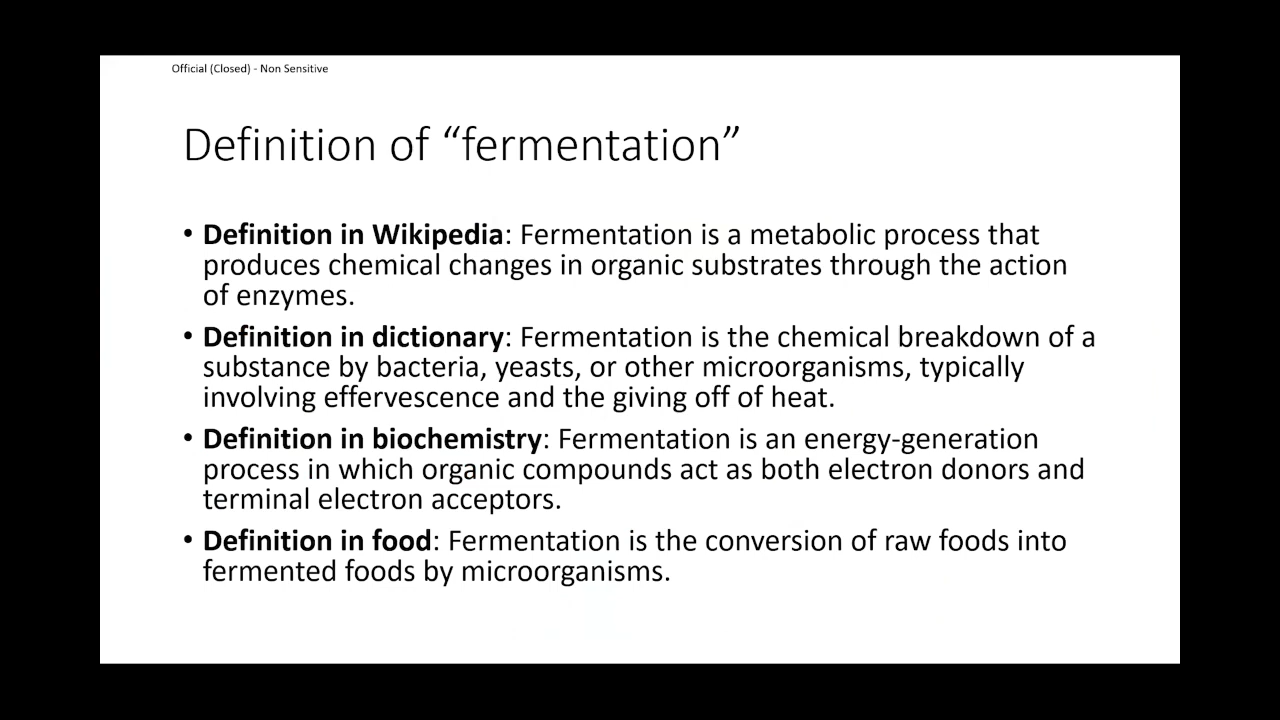 Official (Closed) - Non Sensitive
Definition of “fermentation”
• Definition in Wikipedia: Fermentation is a metabolic process that
produces chemical changes in organic substrates through the action
of enzymes.
• Definition in dictionary: Fermentation is the chemical breakdown of a
substance by bacteria, yeasts, or other microorganisms, typically
involving effervescence and the giving off of heat.
• Definition in biochemistry: Fermentation is an energy-generation
process in which organic compounds act as both electron donors and
terminal electron acceptors.
• Definition in food: Fermentation is the conversion of raw foods into
fermented foods by microorganisms.